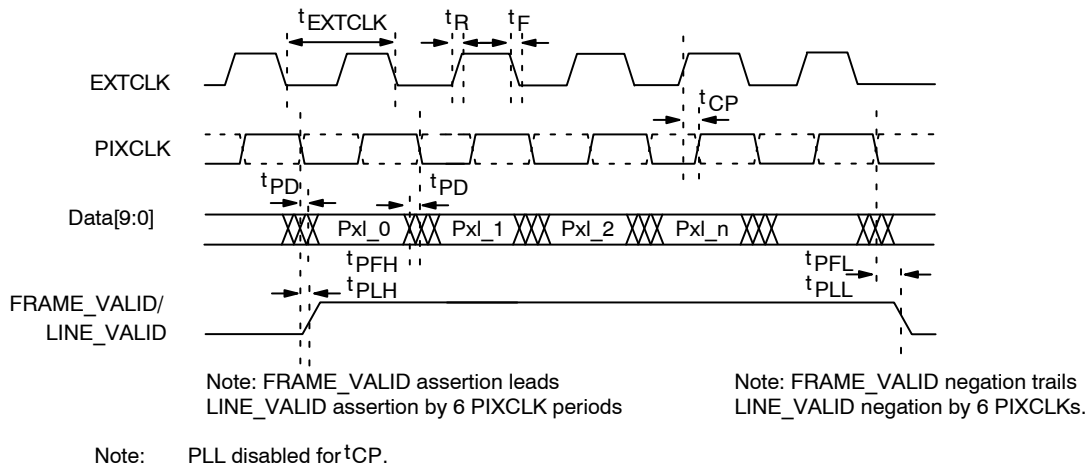 tEXTCLK
tR tF
EXTCLK
tCP
PIXCLK
tPD tPD
Data[9:0]
Pxl_0 Pxl_1 Pxl_2 Pxl_n
tPFH tPFL
tPLH tPLL
FRAME_VALID/
LINE_VALID
Note: FRAME_VALID assertion leads
LINE_VALID assertion by 6 PIXCLK periods
Note: FRAME_VALID negation trails
LINE_VALID negation by 6 PIXCLKs.
Note: PLL disabled for tCP.